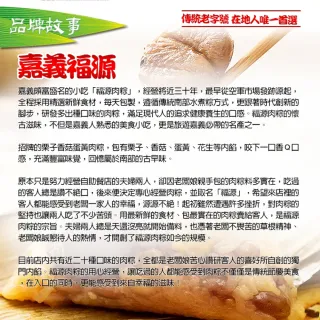 品牌故事
傳統老字號 在地人唯一首選
嘉義福源
嘉義頗富盛名的小吃「福源肉粽」，經營將近三十年，最早從空軍市場發跡源起，
全程採用精選新鮮食材，每天包製，遵循傳統南部水煮粽方式，更跟著時代創新的
腳步，研發多出種口味的肉粽，滿足現代人的追求健康養生的口感。福源肉粽的懷
古滋味，不但是嘉義人熟悉的美食小吃，更是旅遊嘉義必帶的名產之一。
招牌的栗子香菇蛋黃肉粽，包有栗子、香菇、蛋黃、花生等內餡，咬下一口香Q口
感，充滿豐富味覺，回憶屬於南部的古早味。
原本只是努力經營自助餐店的夫婦兩人，卻因老闆娘親手包的肉粽料多實在，吃過
的客人總是讚不絕口，後來便決定專心經營肉粽，並取名「福源」，希望來店裡的
客人都能感受到老闆一家人的幸福，源源不絕！起初雖然遭遇許多挫折，對肉粽的
堅持也讓兩人吃了不少苦頭。用最新鮮的食材、包最實在的肉粽賣給客人，是福源
肉粽的宗旨。夫婦兩人總是天還沒亮就開始備料，也憑著老闆不畏苦的草根精神、
老闆娘誠懇待人的熱情，才開創了福源肉粽如今的規模。
目前店內共有近二十種口味的肉粽，全都是老闆娘苦心鑽研客人的喜好所自創的獨
門內餡。福源肉粽的用心經營，讓吃過的人都能感受到肉粽不僅僅是傳統節慶美食
，在入口的同時，更能感受到來自幸福的滋味。